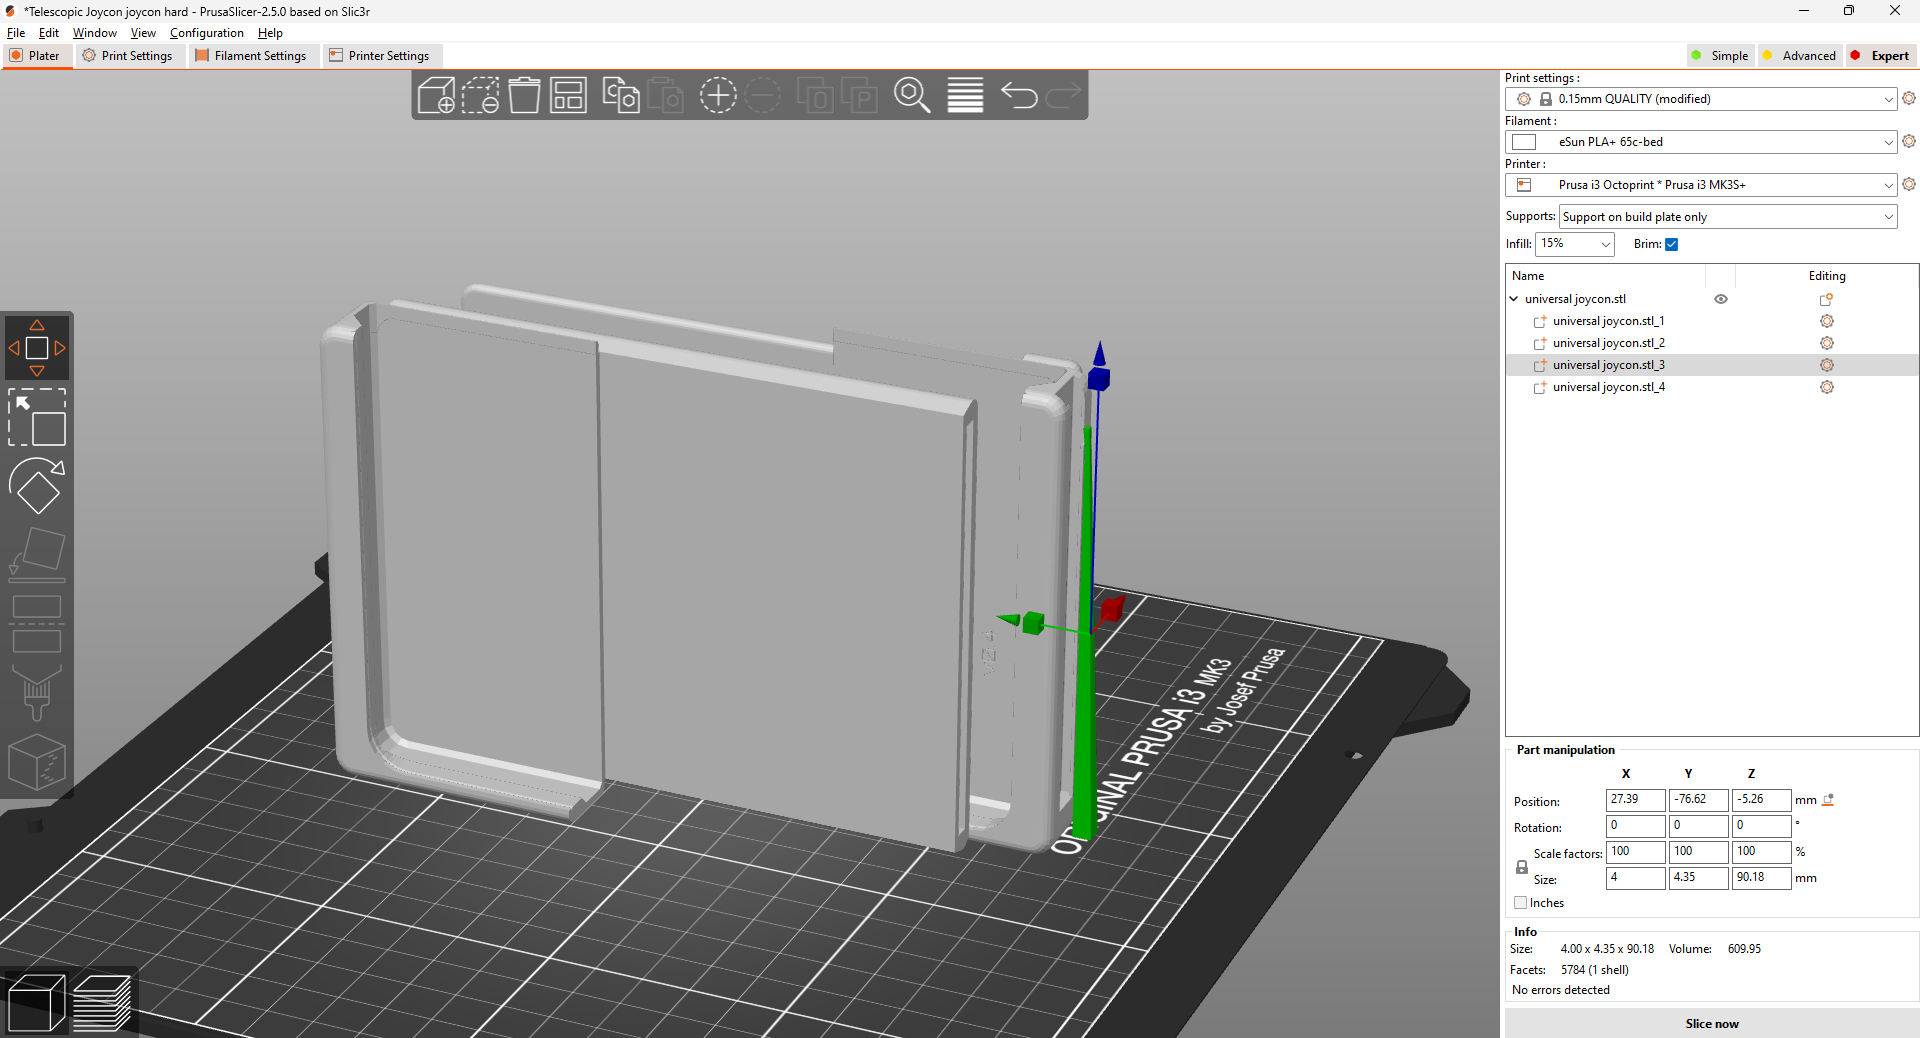 *Telescopic Joycon joycon hard - PrusaSlicer-2.5.0 based on Slic3r
File Edit Window View Configuration Help
Plater Print Settings Filament Settings Printer Settings Simple Advanced Expert
Print settings :
0.15mm QUALITY (modified)
Filament :
eSun PLA+ 65c-bed
Printer :
Prusa i3 Octoprint * Prusa i3 MK3S+
Supports: Support on build plate only
Infill: 15% Brim:
Name Editing
universal joycon.stl
universal joycon.stl_1
universal joycon.stl_2
universal joycon.stl_3
universal joycon.stl_4
ORIGINAL PRUSA i3 MK3
by Josef Prusa
Part manipulation
X Y Z
Position: 27.39 -76.62 -5.26 mm
Rotation: 0 0 0 °
Scale factors: 100 100 100 %
Size: 4 4.35 90.18 mm
Inches
Info
Size: 4.00 x 4.35 x 90.18 Volume: 609.95
Facets: 5784 (1 shell)
No errors detected
Slice now